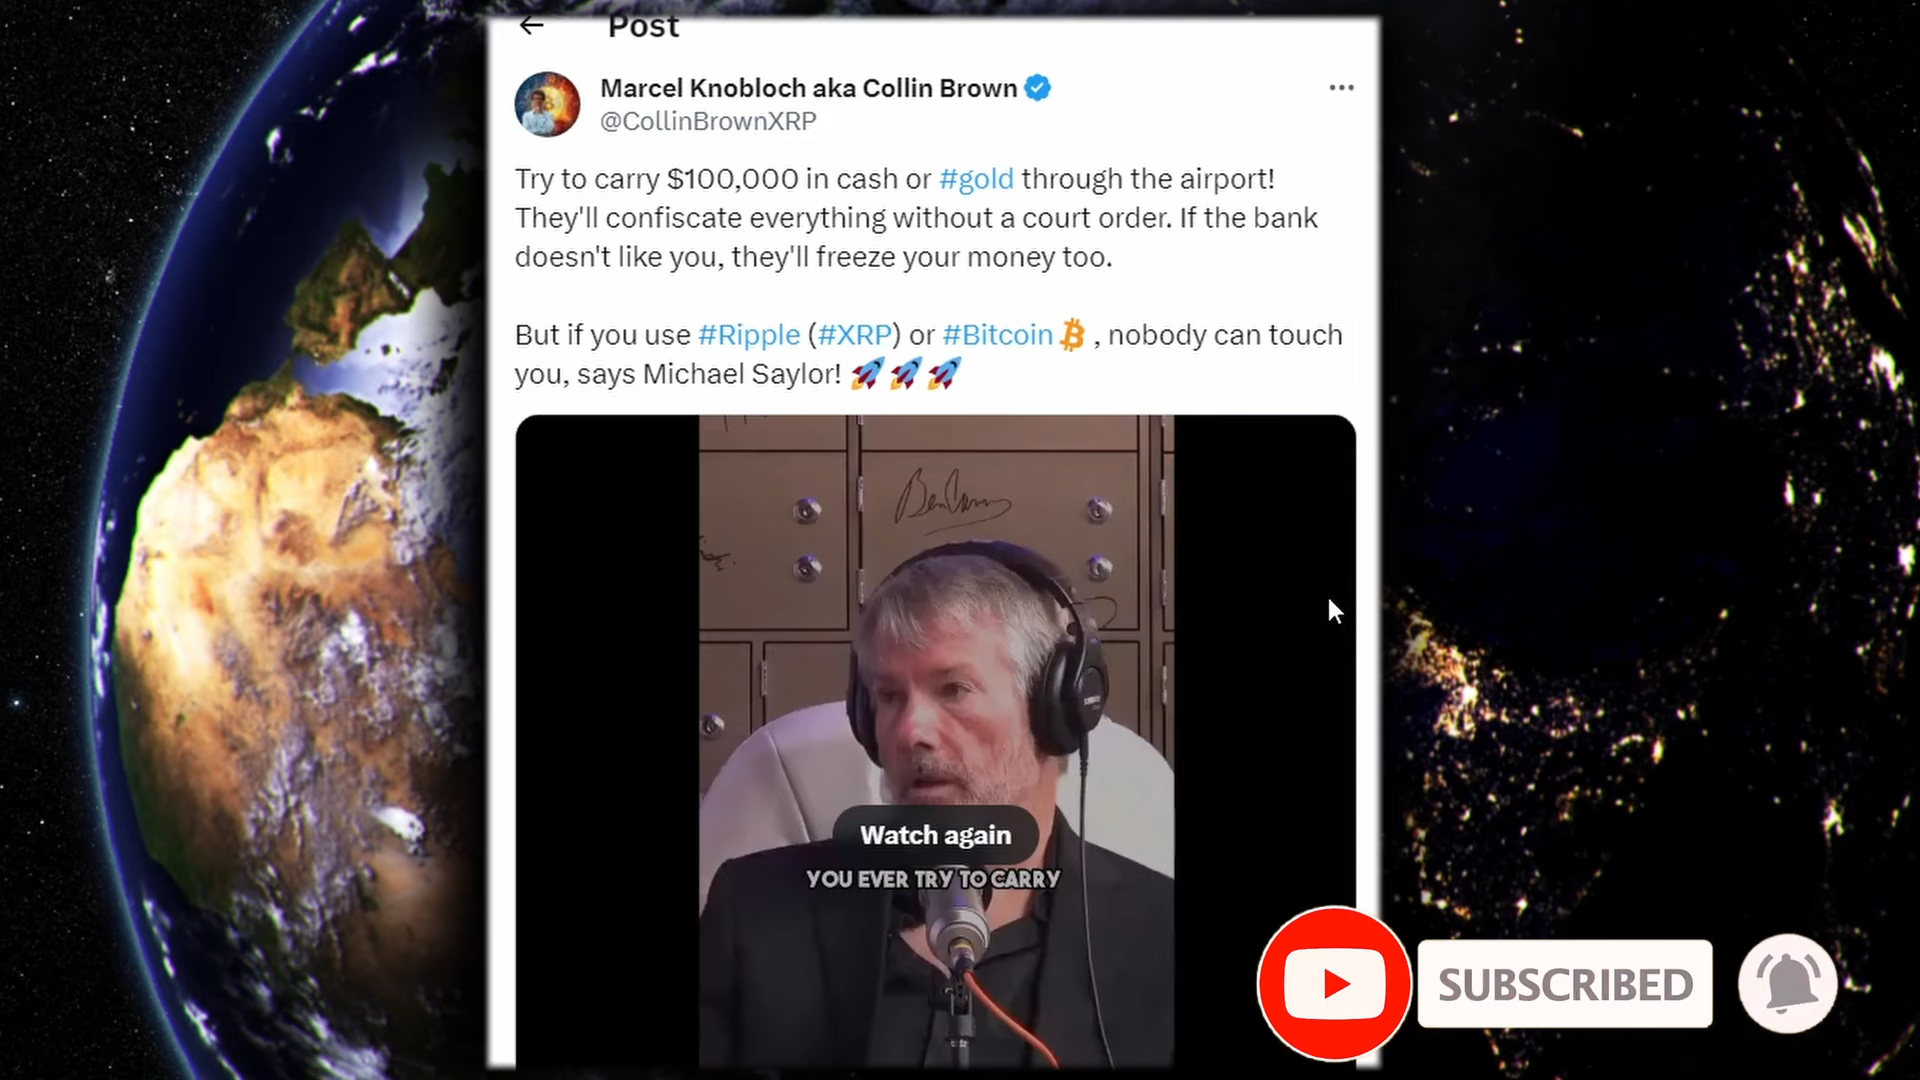 Post
Marcel Knobloch aka Collin Brown
@CollinBrownXRP
Try to carry $100,000 in cash or #gold through the airport!
They'll confiscate everything without a court order. If the bank
doesn't like you, they'll freeze your money too.
But if you use #Ripple (#XRP) or #Bitcoin , nobody can touch
you, says Michael Saylor! 🚀🚀🚀
Watch again
YOU EVER TRY TO CARRY
SUBSCRIBED